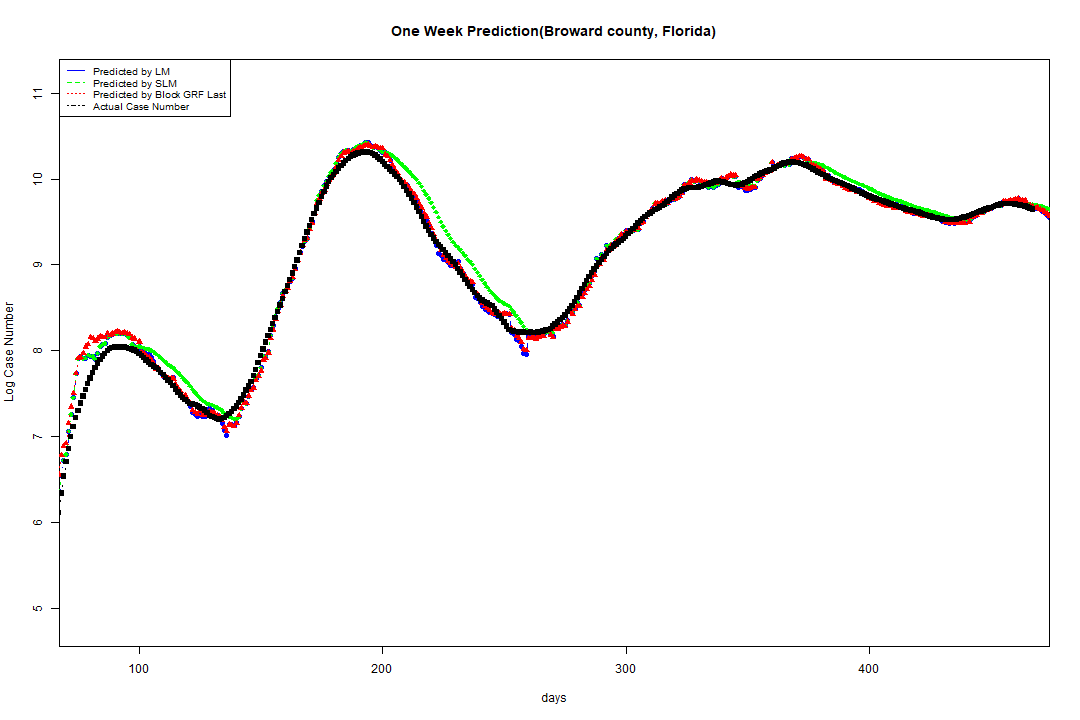 One Week Prediction(Broward county, Florida)
Predicted by LM
Predicted by SLM
Predicted by Block GRF Last
Actual Case Number
11
10
9
8
7
6
5
Log Case Number
100 200 300 400
days